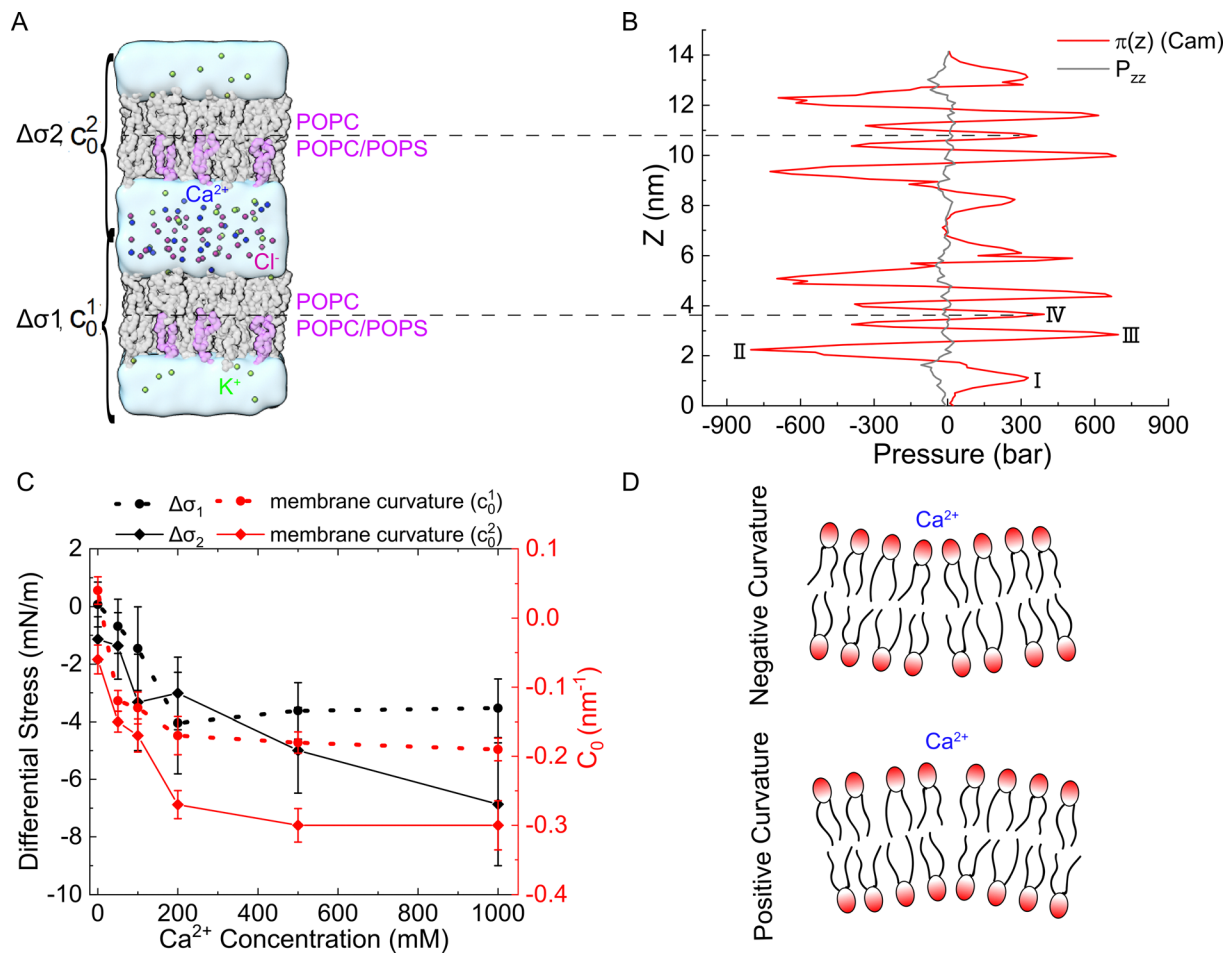 A
Δσ2, c₀²
POPC
POPC/POPS
Ca²⁺
Cl⁻
Δσ1, c₀¹
POPC
POPC/POPS
K⁺
B
π(z) (Cam)
P_zz
14
12
10
8
6
4
2
0
Z (nm)
I
II
III
IV
-900 -600 -300 0 300 600 900
Pressure (bar)
C
Δσ₁ membrane curvature (c₀¹)
Δσ₂ membrane curvature (c₀²)
2
0
-2
-4
-6
-8
-10
Differential Stress (mN/m)
0.1
0.0
-0.1
-0.2
-0.3
-0.4
C₀ (nm⁻¹)
0 200 400 600 800 1000
Ca²⁺ Concentration (mM)
D
Negative Curvature
Ca²⁺
Positive Curvature
Ca²⁺